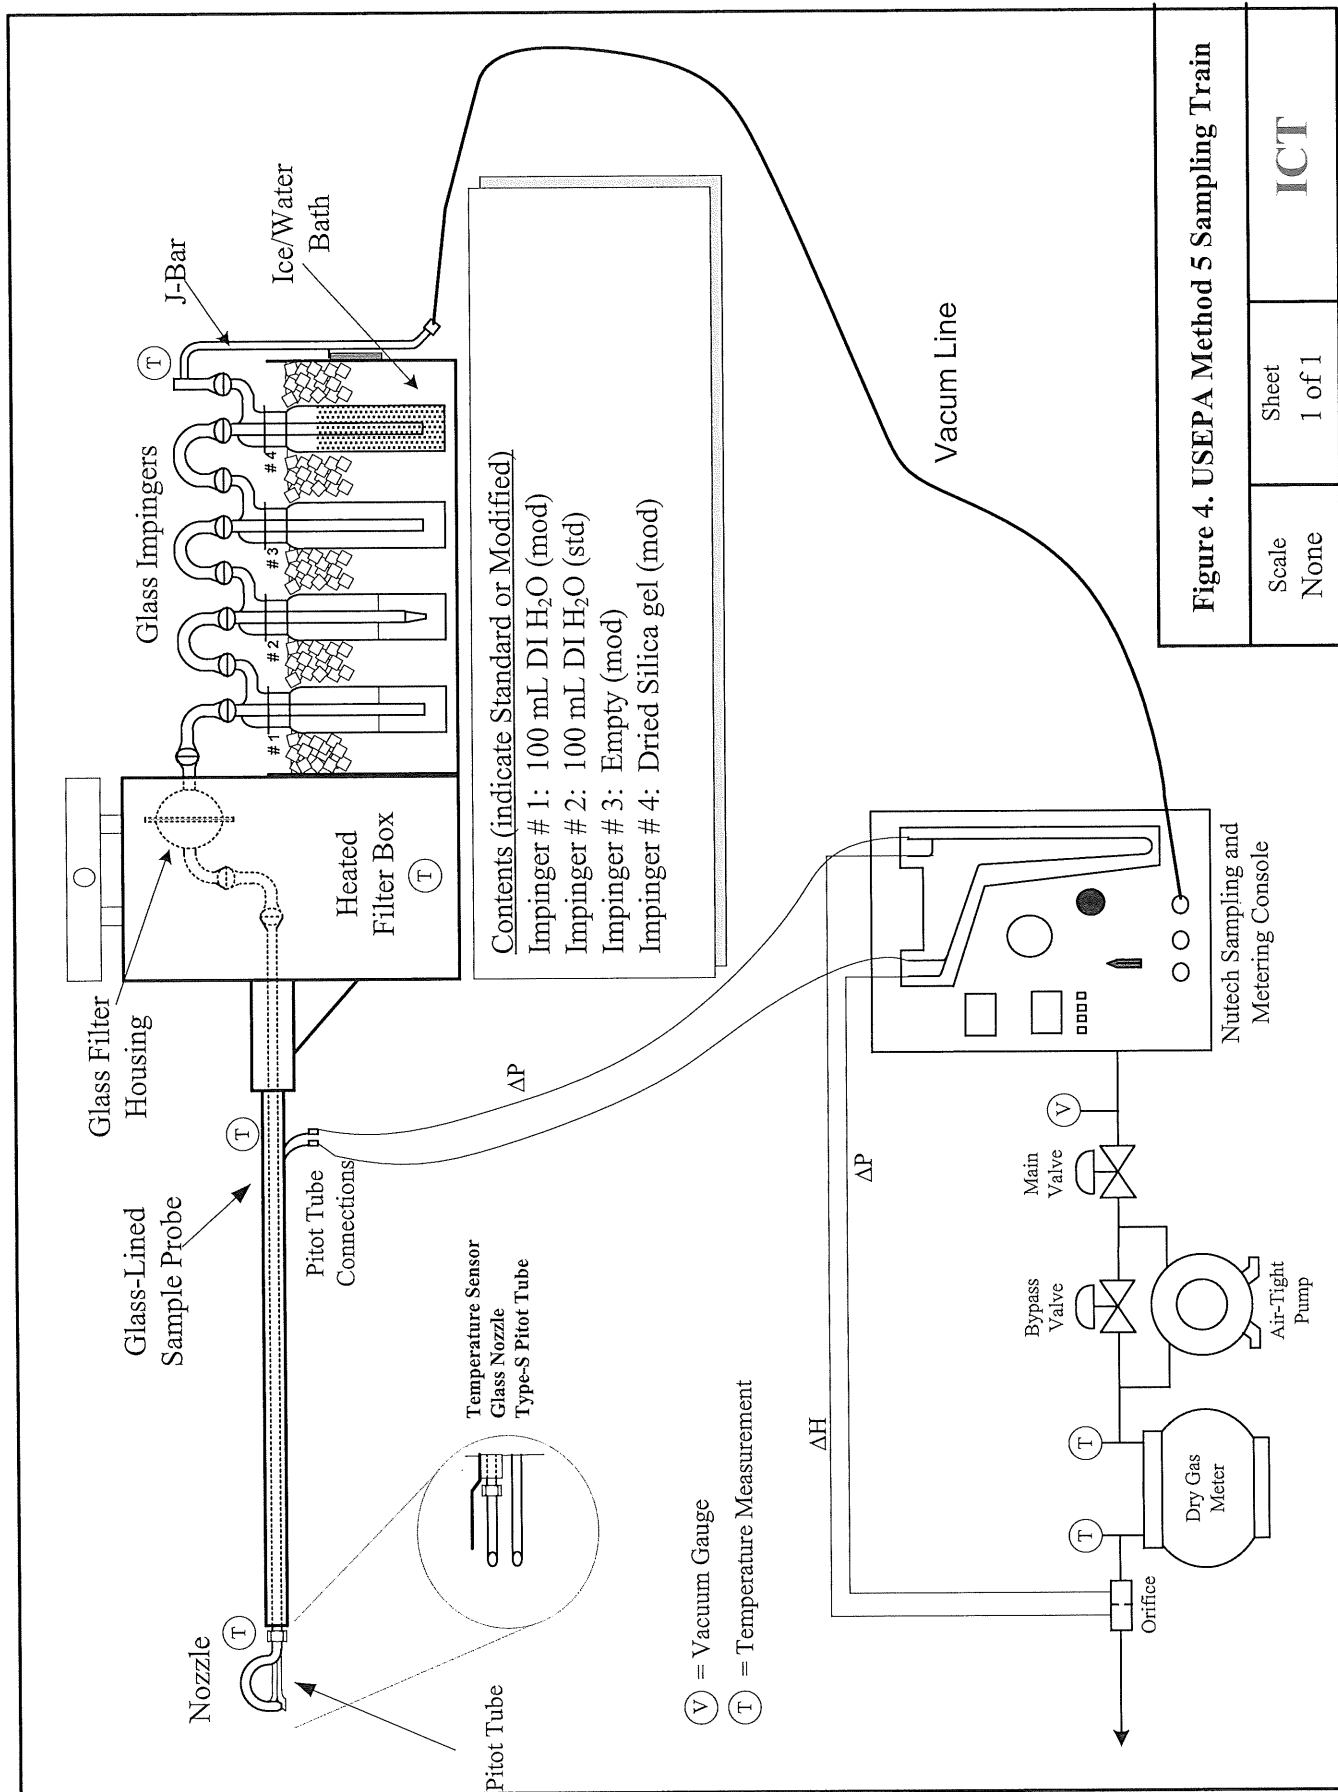 Nozzle
T
Pitot Tube
Glass-Lined
Sample Probe
T
Pitot Tube
Connections
Temperature Sensor
Glass Nozzle
Type-S Pitot Tube
Glass Filter
Housing
Heated
Filter Box
T
Glass Impingers
#1
#2
#3
#4
T
J-Bar
Ice/Water
Bath
Contents (indicate Standard or Modified)
Impinger # 1: 100 mL DI H₂O (mod)
Impinger # 2: 100 mL DI H₂O (std)
Impinger # 3: Empty (mod)
Impinger # 4: Dried Silica gel (mod)
ΔP
Vacuum Line
V = Vacuum Gauge
T = Temperature Measurement
ΔH
ΔP
Orifice
T
T
Dry Gas
Meter
Bypass
Valve
Air-Tight
Pump
Main
Valve
V
Nutech Sampling and
Metering Console
Figure 4. USEPA Method 5 Sampling Train
Scale
None
Sheet
1 of 1
ICT